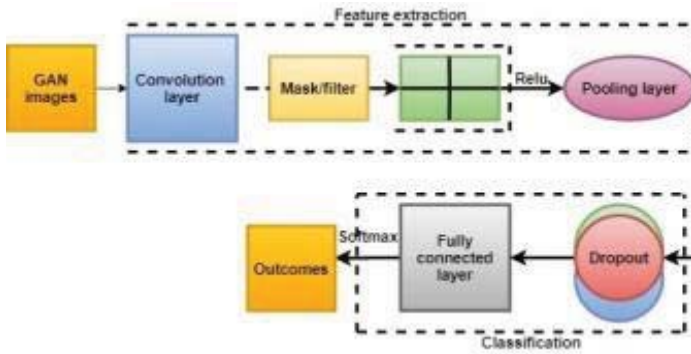 Feature extraction
GAN
images
Convolution
layer
Mask/filter
Relu
Pooling layer
Outcomes
Softmax
Fully
connected
layer
Dropout
Classification